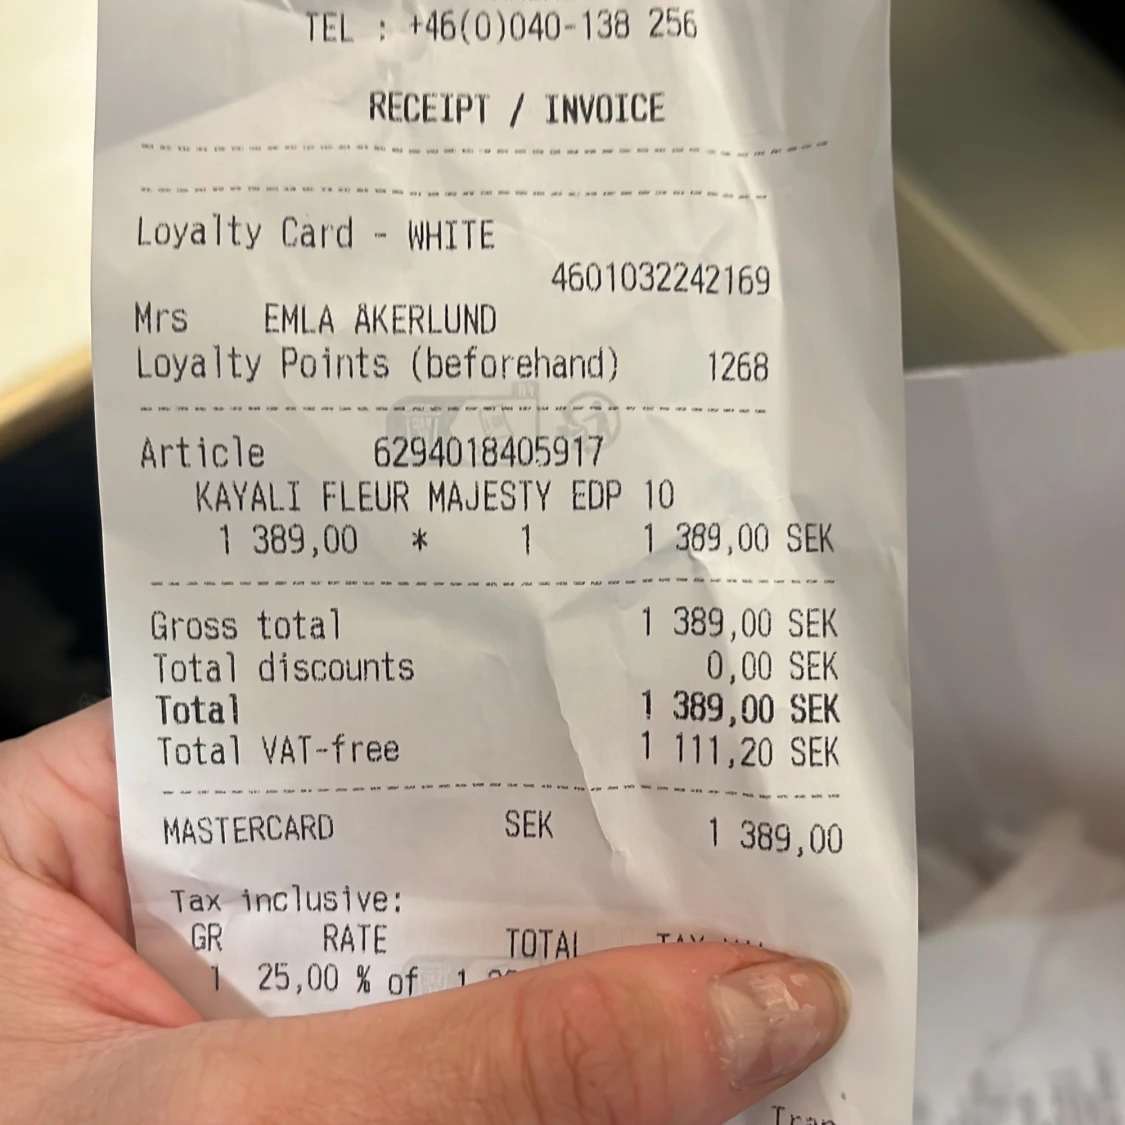 TEL : +46(0)040-138 256
RECEIPT / INVOICE
Loyalty Card - WHITE
4601032242169
Mrs EMLA ÅKERLUND
Loyalty Points (beforehand) 1268
Article 6294018405917
KAYALI FLEUR MAJESTY EDP 10
1 389,00 * 1 1 389,00 SEK
Gross total 1 389,00 SEK
Total discounts 0,00 SEK
Total 1 389,00 SEK
Total VAT-free 1 111,20 SEK
MASTERCARD SEK 1 389,00
Tax inclusive:
GR RATE TOTAL TAX
1 25,00 % of 1